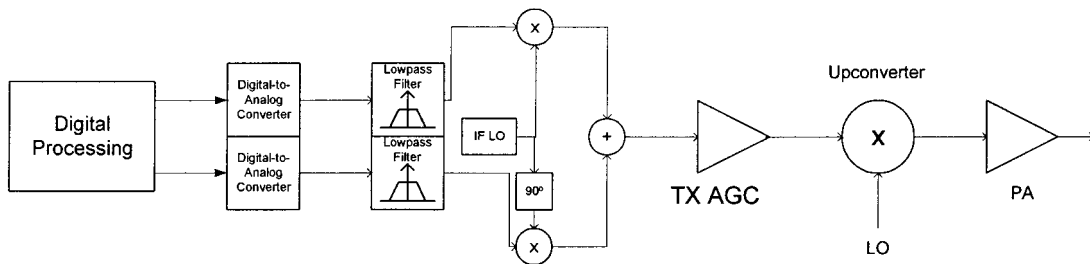 Digital
Processing
Digital-to-
Analog
Converter
Digital-to-
Analog
Converter
Lowpass
Filter
Lowpass
Filter
X
IF LO
90º
X
+
TX AGC
Upconverter
X
LO
PA